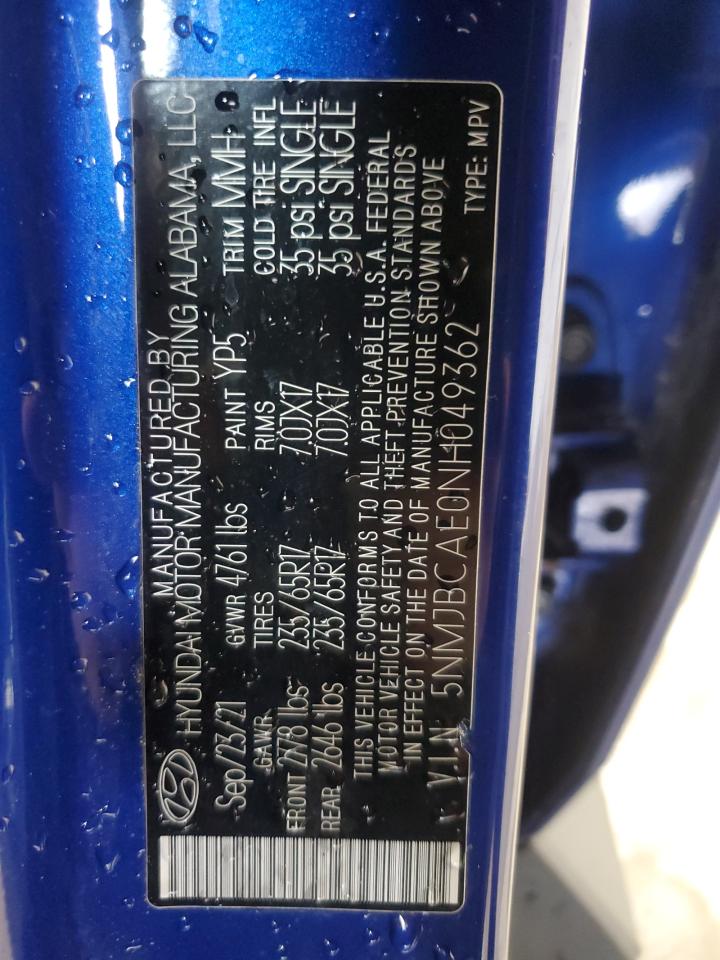 MANUFACTURED BY
HYUNDAI MOTOR MANUFACTURING ALABAMA, LLC
Sep/23/21 GVWR 4761 lbs PAINT YP5 TRIM MMH
GAWR TIRES RIMS COLD TIRE INFL
FRONT 2778 lbs 235/65R17 7.0JX17 35 psi SINGLE
REAR 2646 lbs 235/65R17 7.0JX17 35 psi SINGLE
THIS VEHICLE CONFORMS TO ALL APPLICABLE U.S.A. FEDERAL
MOTOR VEHICLE SAFETY AND THEFT PREVENTION STANDARDS
IN EFFECT ON THE DATE OF MANUFACTURE SHOWN ABOVE
VIN 5NMJBCAE0NH049362 TYPE: MPV